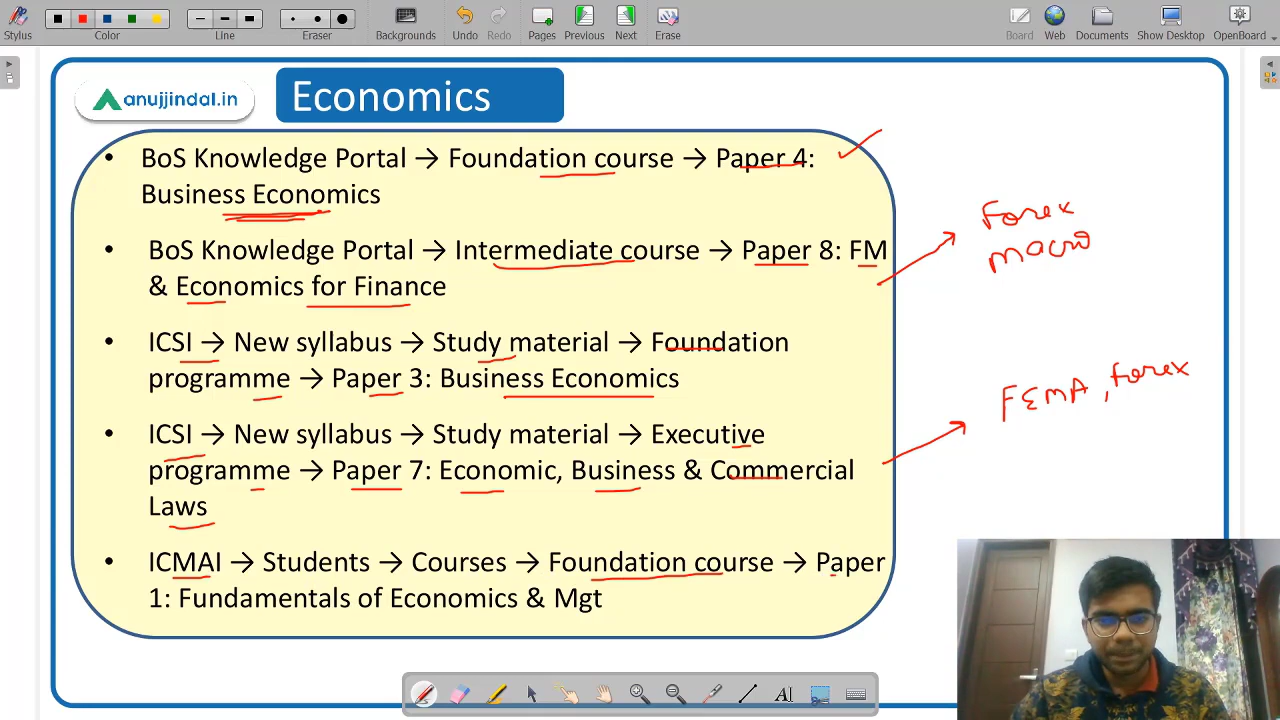 Stylus
Color
Line
Eraser
Backgrounds
Undo
Redo
Pages
Previous
Next
Erase
Board
Web
Documents
Show Desktop
OpenBoard
anujjindal.in
Economics
• BoS Knowledge Portal → Foundation course → Paper 4:
Business Economics
• BoS Knowledge Portal → Intermediate course → Paper 8: FM
& Economics for Finance
Forex
macro
• ICSI → New syllabus → Study material → Foundation
programme → Paper 3: Business Economics
FEMA, forex
• ICSI → New syllabus → Study material → Executive
programme → Paper 7: Economic, Business & Commercial
Laws
• ICMAI → Students → Courses → Foundation course → Paper
1: Fundamentals of Economics & Mgt